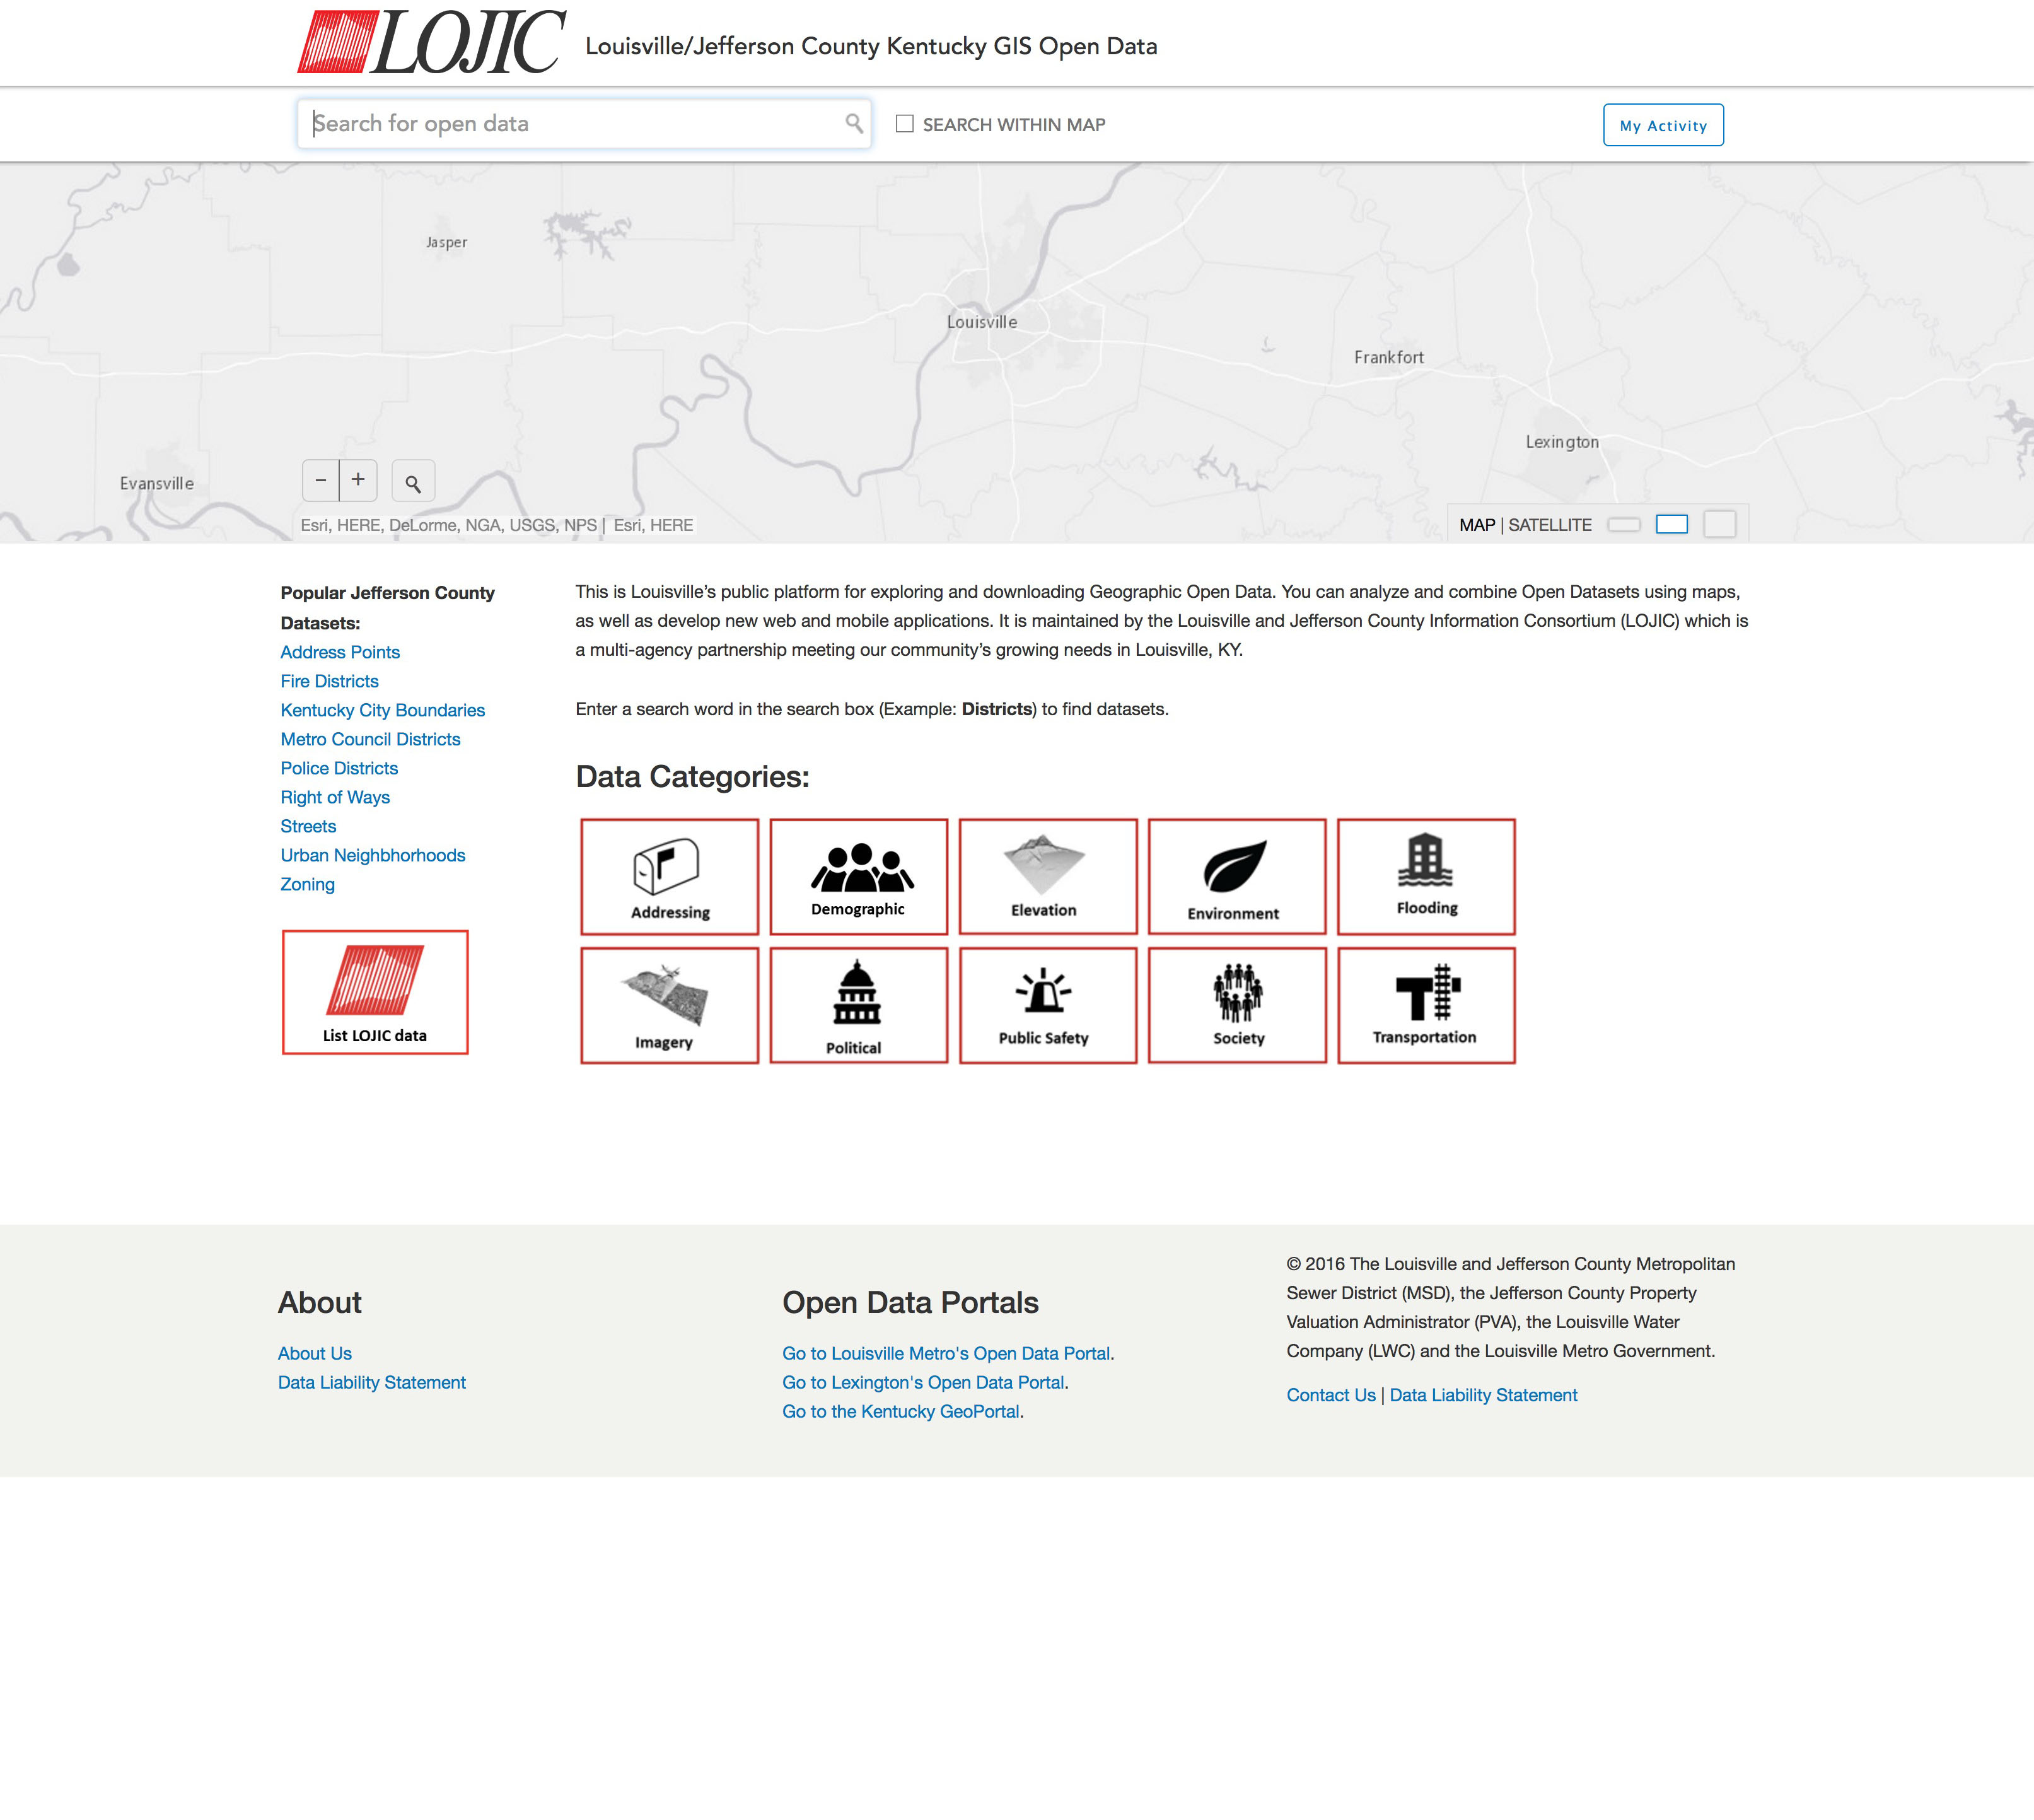 LOJIC
Louisville/Jefferson County Kentucky GIS Open Data
Search for open data
SEARCH WITHIN MAP
My Activity
Jasper
Louisville
Frankfort
Lexington
Evansville
− +
Esri, HERE, DeLorme, NGA, USGS, NPS | Esri, HERE
MAP | SATELLITE
Popular Jefferson County
Datasets:
Address Points
Fire Districts
Kentucky City Boundaries
Metro Council Districts
Police Districts
Right of Ways
Streets
Urban Neighbhorhoods
Zoning
List LOJIC data
This is Louisville’s public platform for exploring and downloading Geographic Open Data. You can analyze and combine Open Datasets using maps,
as well as develop new web and mobile applications. It is maintained by the Louisville and Jefferson County Information Consortium (LOJIC) which is
a multi-agency partnership meeting our community’s growing needs in Louisville, KY.
Enter a search word in the search box (Example: Districts) to find datasets.
Data Categories:
Addressing
Demographic
Elevation
Environment
Flooding
Imagery
Political
Public Safety
Society
Transportation
About
About Us
Data Liability Statement
Open Data Portals
Go to Louisville Metro's Open Data Portal.
Go to Lexington's Open Data Portal.
Go to the Kentucky GeoPortal.
© 2016 The Louisville and Jefferson County Metropolitan
Sewer District (MSD), the Jefferson County Property
Valuation Administrator (PVA), the Louisville Water
Company (LWC) and the Louisville Metro Government.
Contact Us | Data Liability Statement